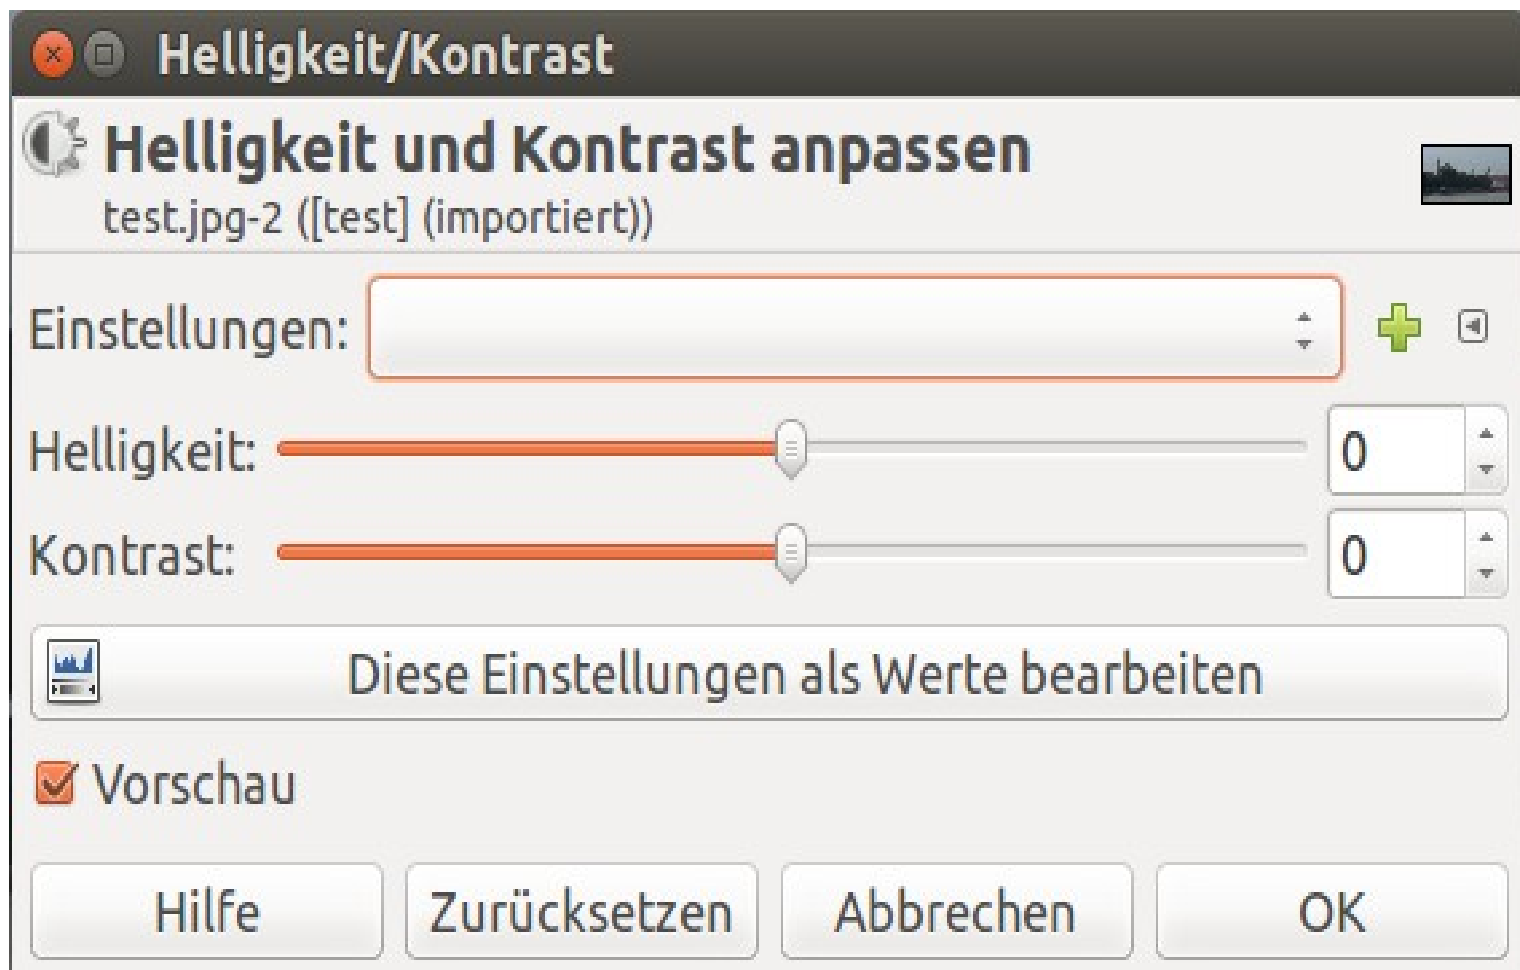 Helligkeit/Kontrast
Helligkeit und Kontrast anpassen
test.jpg-2 ([test] (importiert))
Einstellungen:
Helligkeit: 0
Kontrast: 0
Diese Einstellungen als Werte bearbeiten
Vorschau
Hilfe Zurücksetzen Abbrechen OK